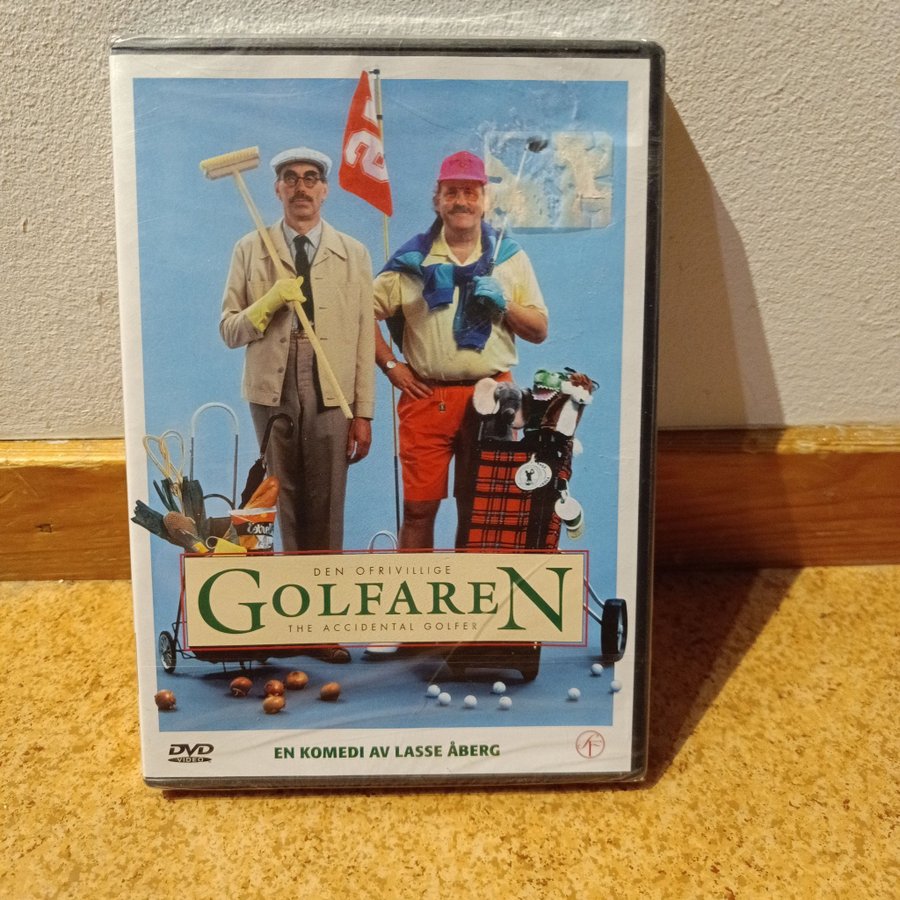 DEN OFRIVILLIGE
GOLFAREN
THE ACCIDENTAL GOLFER
DVD
VIDEO
EN KOMEDI AV LASSE ÅBERG